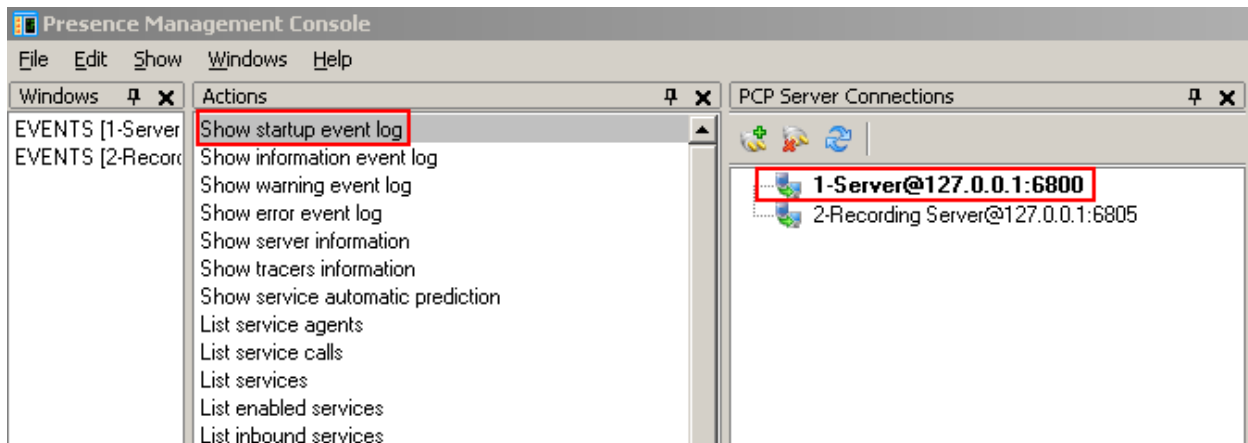 Presence Management Console
File Edit Show Windows Help
Windows
EVENTS [1-Server
EVENTS [2-Recor
Actions
Show startup event log
Show information event log
Show warning event log
Show error event log
Show server information
Show tracers information
Show service automatic prediction
List service agents
List service calls
List services
List enabled services
List inbound services
PCP Server Connections
1-Server@127.0.0.1:6800
2-Recording Server@127.0.0.1:6805